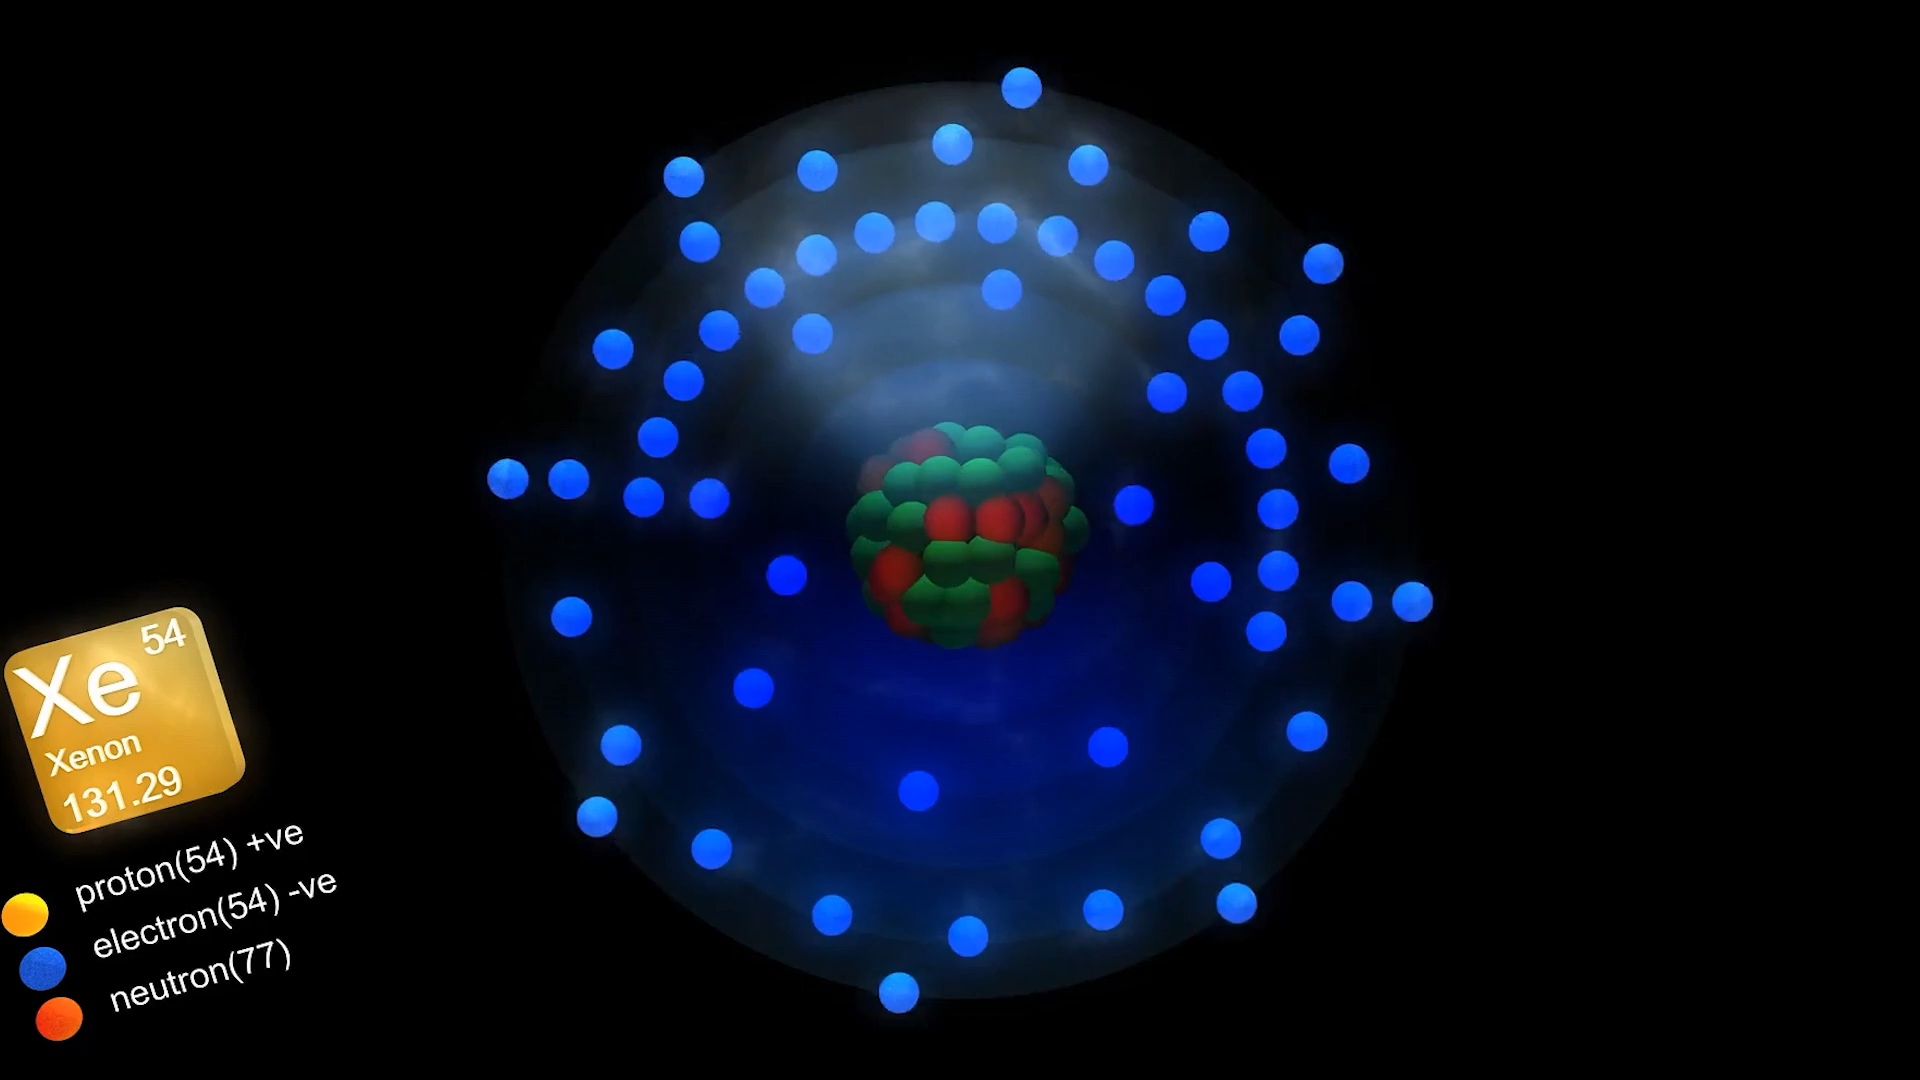 54
Xe
Xenon
131.29
proton(54) +ve
electron(54) -ve
neutron(77)